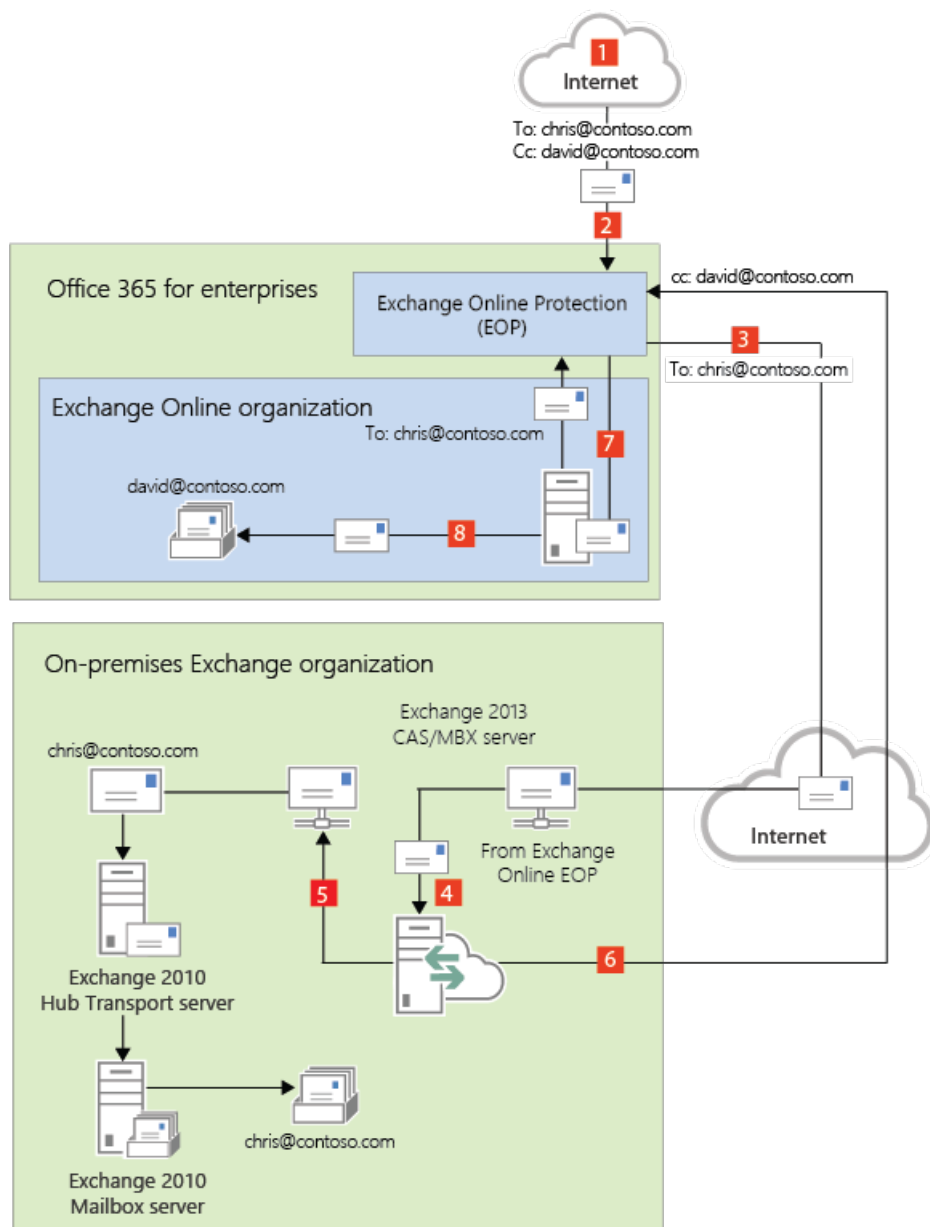 1
Internet
To: chris@contoso.com
Cc: david@contoso.com
2
Office 365 for enterprises
Exchange Online Protection
(EOP)
cc: david@contoso.com
3
To: chris@contoso.com
Exchange Online organization
To: chris@contoso.com
7
david@contoso.com
8
On-premises Exchange organization
Exchange 2013
CAS/MBX server
chris@contoso.com
Internet
From Exchange
Online EOP
5
4
6
Exchange 2010
Hub Transport server
chris@contoso.com
Exchange 2010
Mailbox server